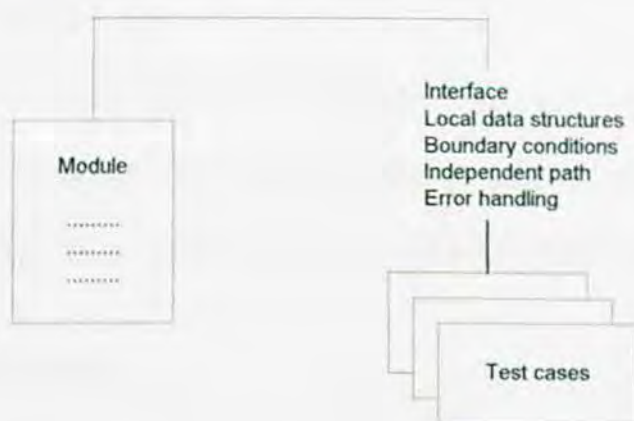 Interface
Local data structures
Boundary conditions
Independent path
Error handling
Module
.........
.........
.........
Test cases